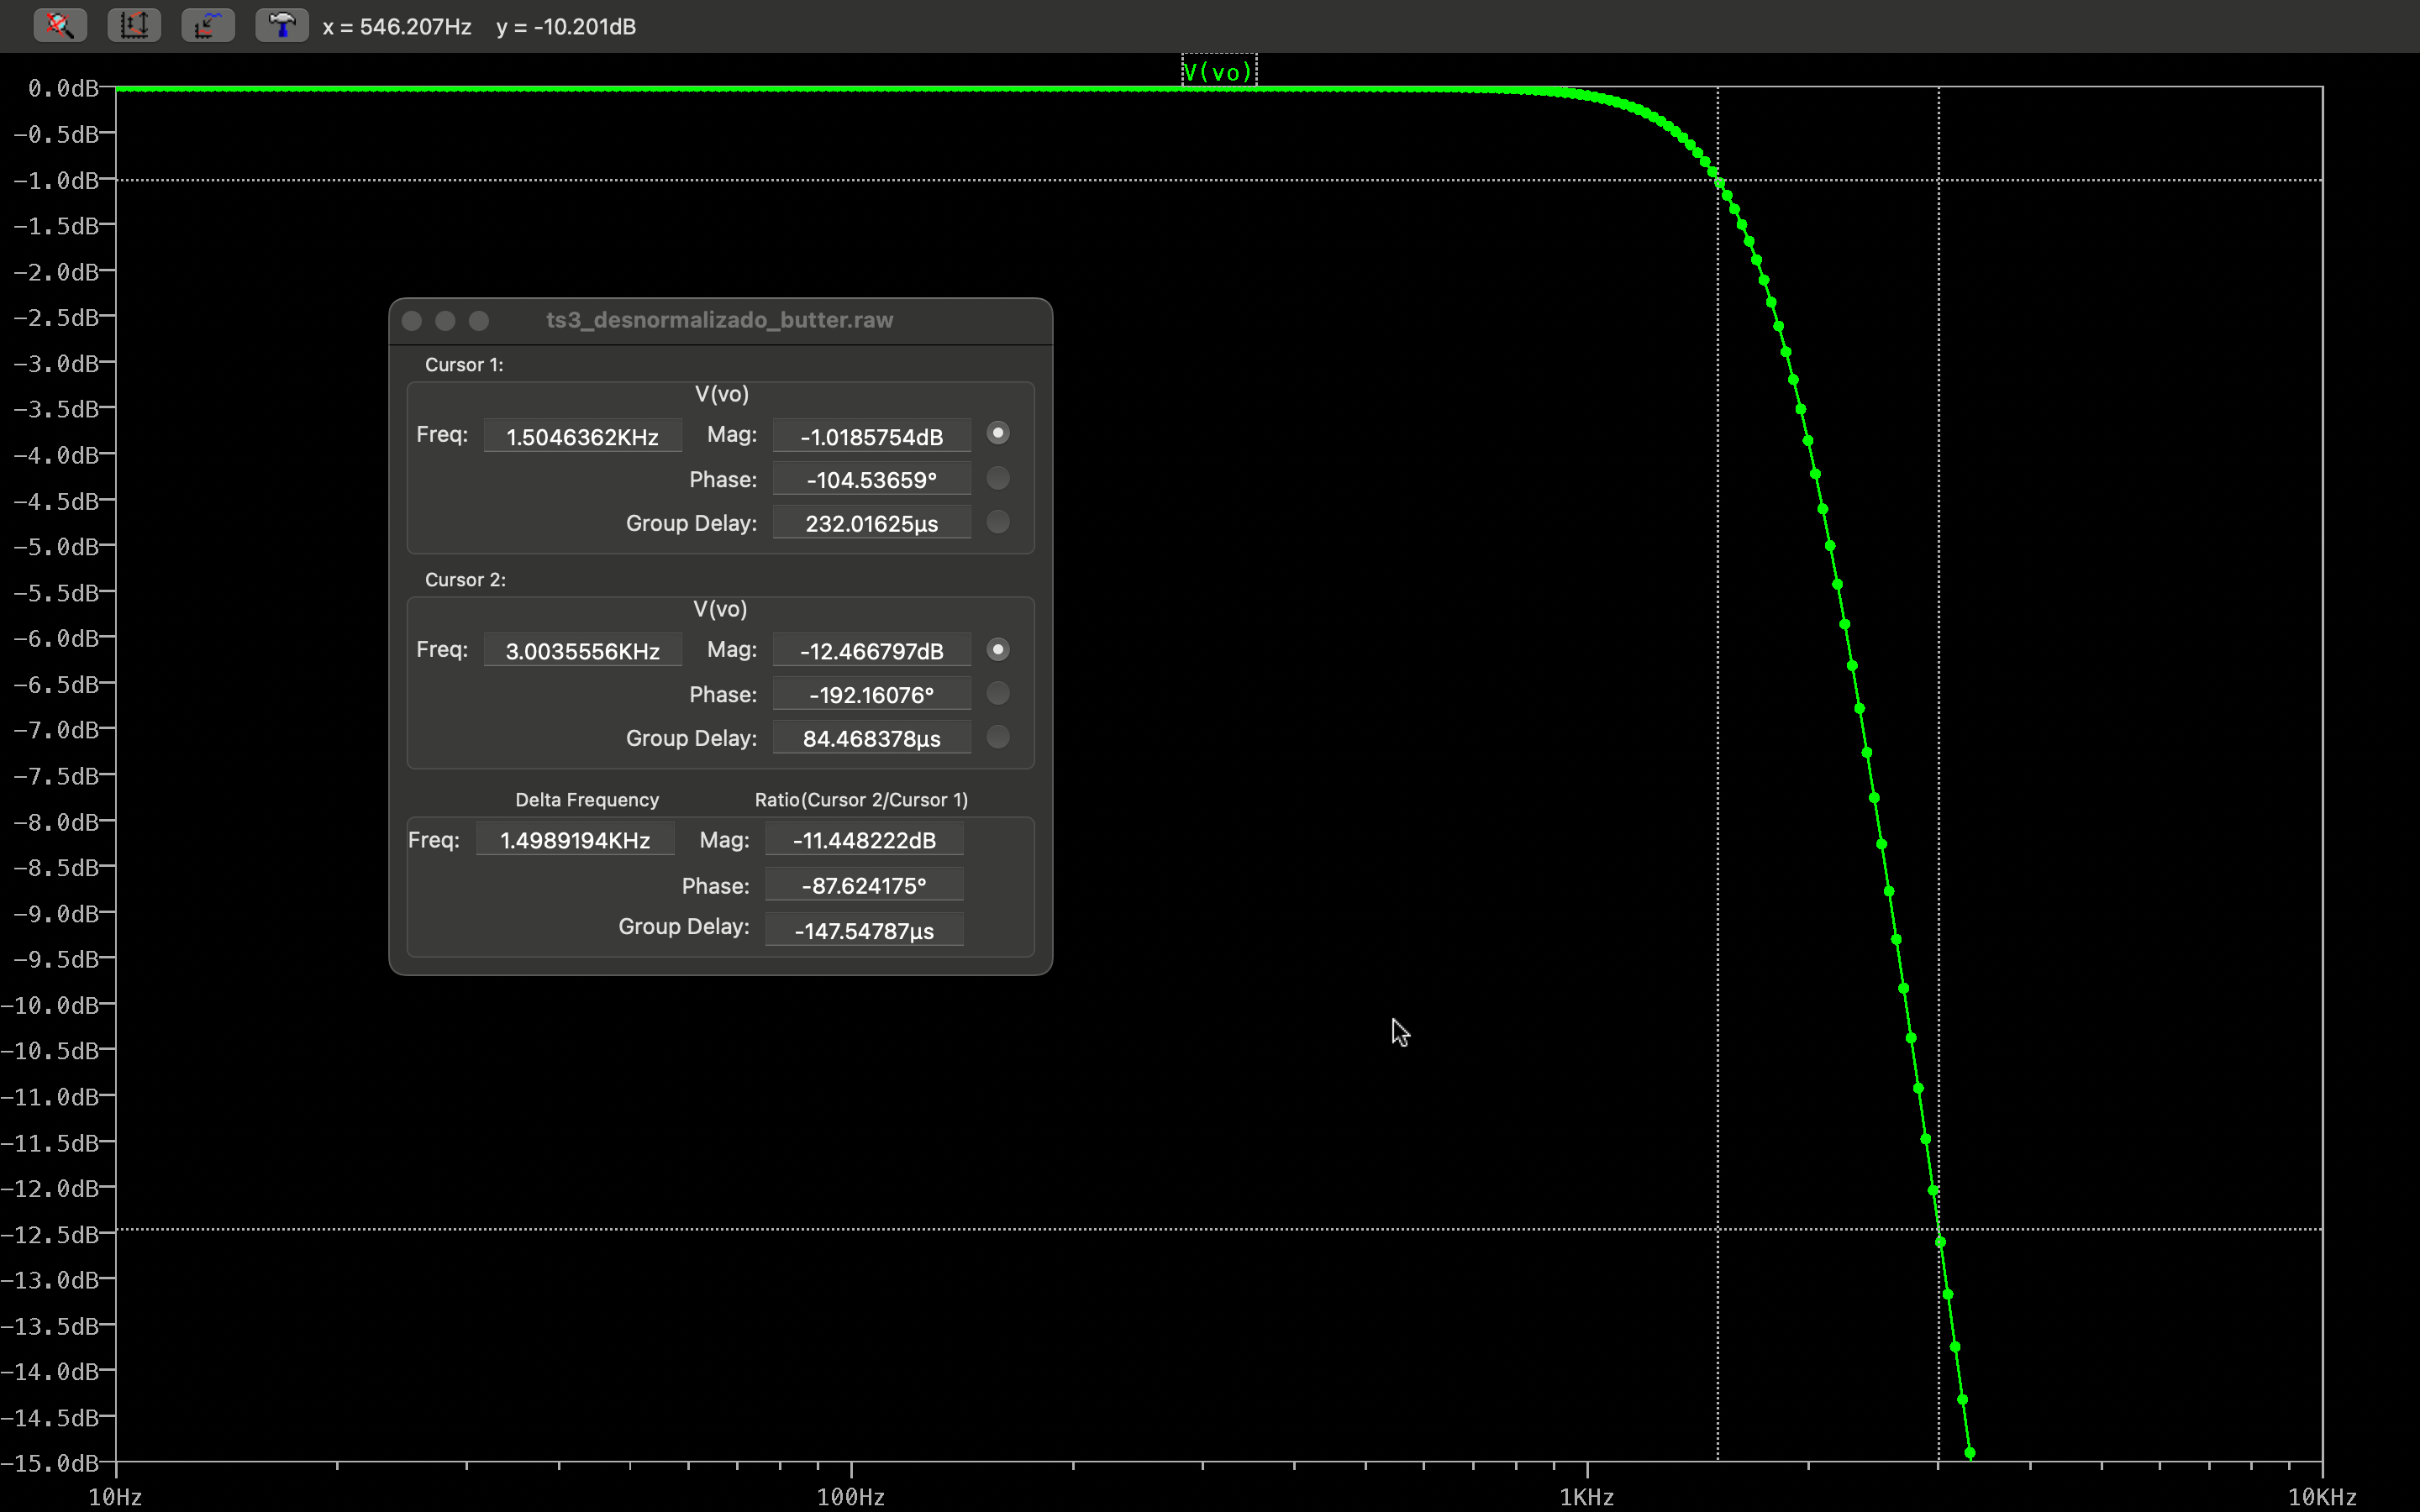 x = 546.207Hz    y = -10.201dB
V(vo)
0.0dB
-0.5dB
-1.0dB
-1.5dB
-2.0dB
-2.5dB
-3.0dB
-3.5dB
-4.0dB
-4.5dB
-5.0dB
-5.5dB
-6.0dB
-6.5dB
-7.0dB
-7.5dB
-8.0dB
-8.5dB
-9.0dB
-9.5dB
-10.0dB
-10.5dB
-11.0dB
-11.5dB
-12.0dB
-12.5dB
-13.0dB
-13.5dB
-14.0dB
-14.5dB
-15.0dB
ts3_desnormalizado_butter.raw
Cursor 1:
V(vo)
Freq: 1.5046362KHz Mag: -1.0185754dB
Phase: -104.53659°
Group Delay: 232.01625µs
Cursor 2:
V(vo)
Freq: 3.0035556KHz Mag: -12.466797dB
Phase: -192.16076°
Group Delay: 84.468378µs
Delta Frequency Ratio(Cursor 2/Cursor 1)
Freq: 1.4989194KHz Mag: -11.448222dB
Phase: -87.624175°
Group Delay: -147.54787µs
10Hz 100Hz 1KHz 10KHz